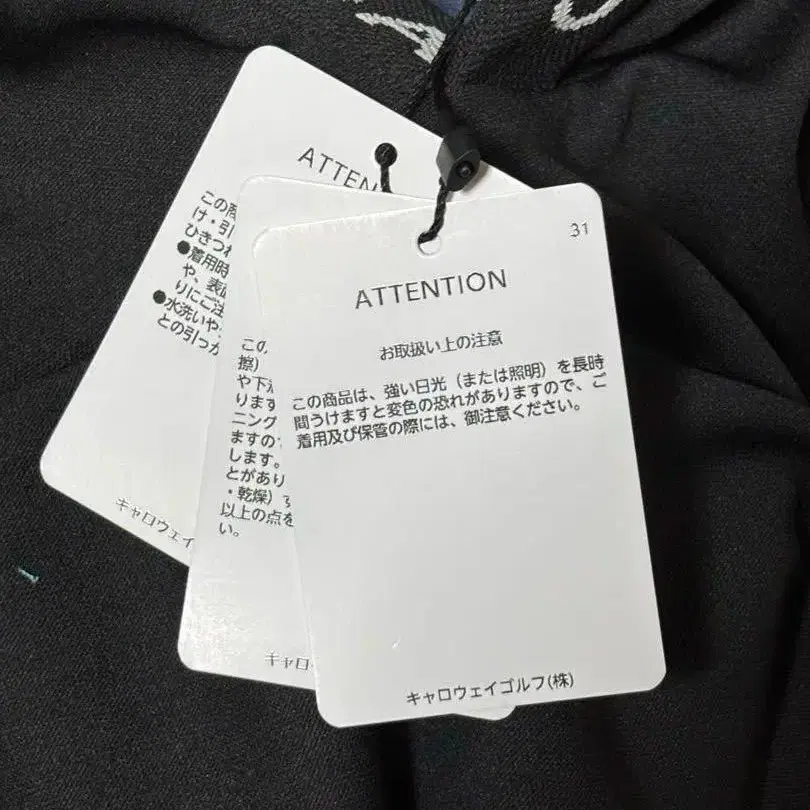 ATTENTION
この商
け・引
ひきつれ
●着用時
や、表面
りにご注
●水洗いや
との引っか
キャロウェイ
この
擦)
や下
ります
ニング
ますので
します。
とがあり
・乾燥)
以上の点を
い。
キャロ
31
ATTENTION
お取扱い上の注意
この商品は、強い日光(または照明)を長時
間うけますと変色の恐れがありますので、ご
着用及び保管の際には、御注意ください。
キャロウェイゴルフ(株)